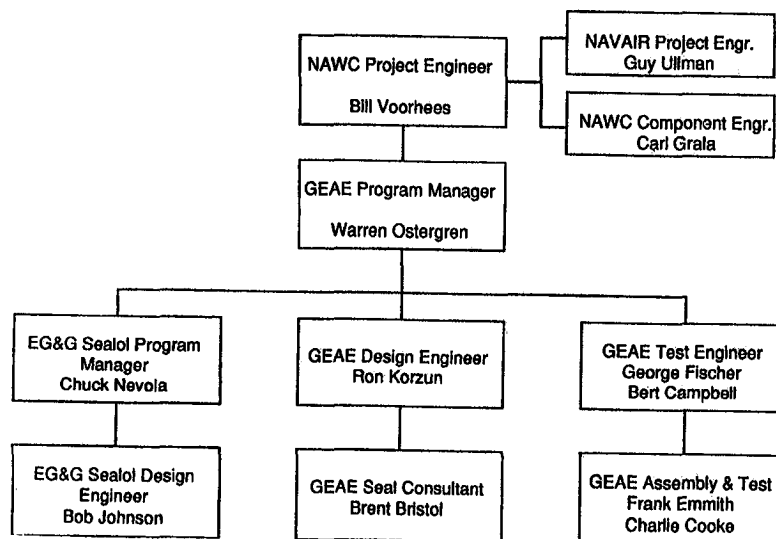 NAWC Project Engineer
Bill Voorhees
NAVAIR Project Engr.
Guy Ullman
NAWC Component Engr.
Carl Grala
GEAE Program Manager
Warren Ostergren
EG&G Sealol Program
Manager
Chuck Nevola
GEAE Design Engineer
Ron Korzun
GEAE Test Engineer
George Fischer
Bert Campbell
EG&G Sealol Design
Engineer
Bob Johnson
GEAE Seal Consultant
Brent Bristol
GEAE Assembly & Test
Frank Emmith
Charlie Cooke